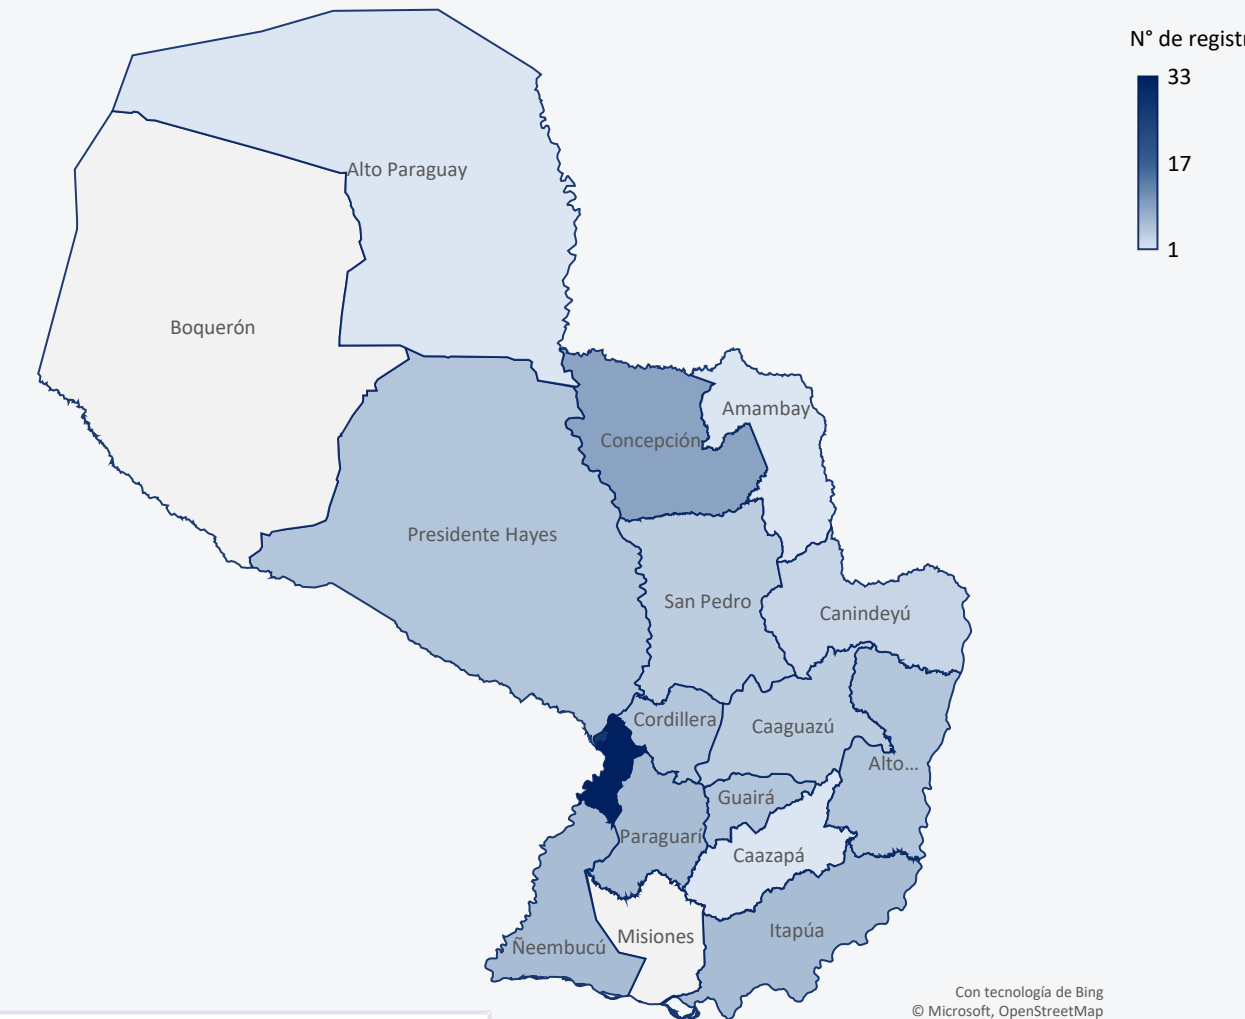 N° de registr
33
17
1
Alto Paraguay
Boquerón
Amambay
Concepción
Presidente Hayes
San Pedro
Canindeyú
Cordillera
Caaguazú
Alto...
Guairá
Paraguarí
Caazapá
Itapúa
Misiones
Ñeembucú
Con tecnología de Bing
© Microsoft, OpenStreetMap